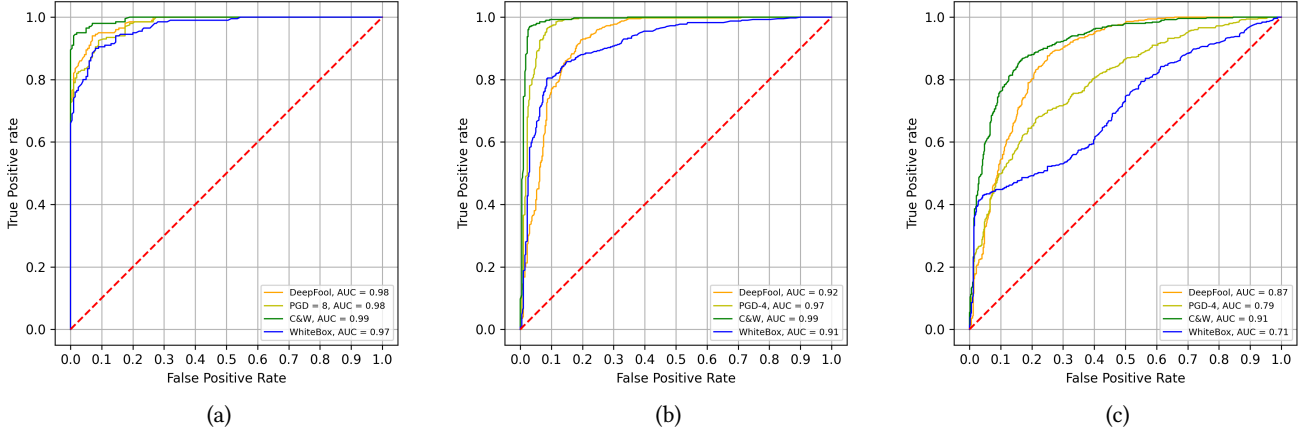 True Positive rate
1.0
0.8
0.6
0.4
0.2
0.0
DeepFool, AUC = 0.98
PGD = 8, AUC = 0.98
C&W, AUC = 0.99
WhiteBox, AUC = 0.97
0.0 0.1 0.2 0.3 0.4 0.5 0.6 0.7 0.8 0.9 1.0
False Positive Rate
(a)
True Positive rate
1.0
0.8
0.6
0.4
0.2
0.0
DeepFool, AUC = 0.92
PGD-4, AUC = 0.97
C&W, AUC = 0.99
WhiteBox, AUC = 0.91
0.0 0.1 0.2 0.3 0.4 0.5 0.6 0.7 0.8 0.9 1.0
False Positive Rate
(b)
True Positive rate
1.0
0.8
0.6
0.4
0.2
0.0
DeepFool, AUC = 0.87
PGD-4, AUC = 0.79
C&W, AUC = 0.91
WhiteBox, AUC = 0.71
0.0 0.1 0.2 0.3 0.4 0.5 0.6 0.7 0.8 0.9 1.0
False Positive Rate
(c)